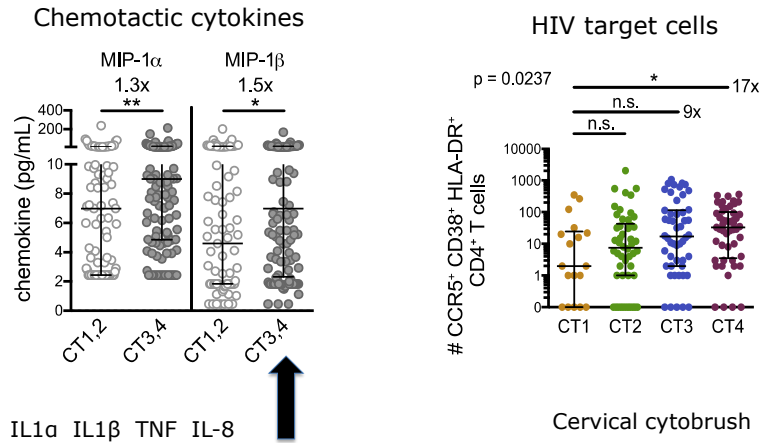 Chemotactic cytokines
MIP-1α MIP-1β
1.3x 1.5x
** *
chemokine (pg/mL)
400
200
10
8
6
4
2
0
CT1,2 CT3,4 CT1,2 CT3,4
IL1α IL1β TNF IL-8
HIV target cells
p = 0.0237
* 17x
n.s. 9x
n.s.
# CCR5⁺ CD38⁺ HLA-DR⁺
CD4⁺ T cells
10000
1000
100
10
1
0
CT1 CT2 CT3 CT4
Cervical cytobrush